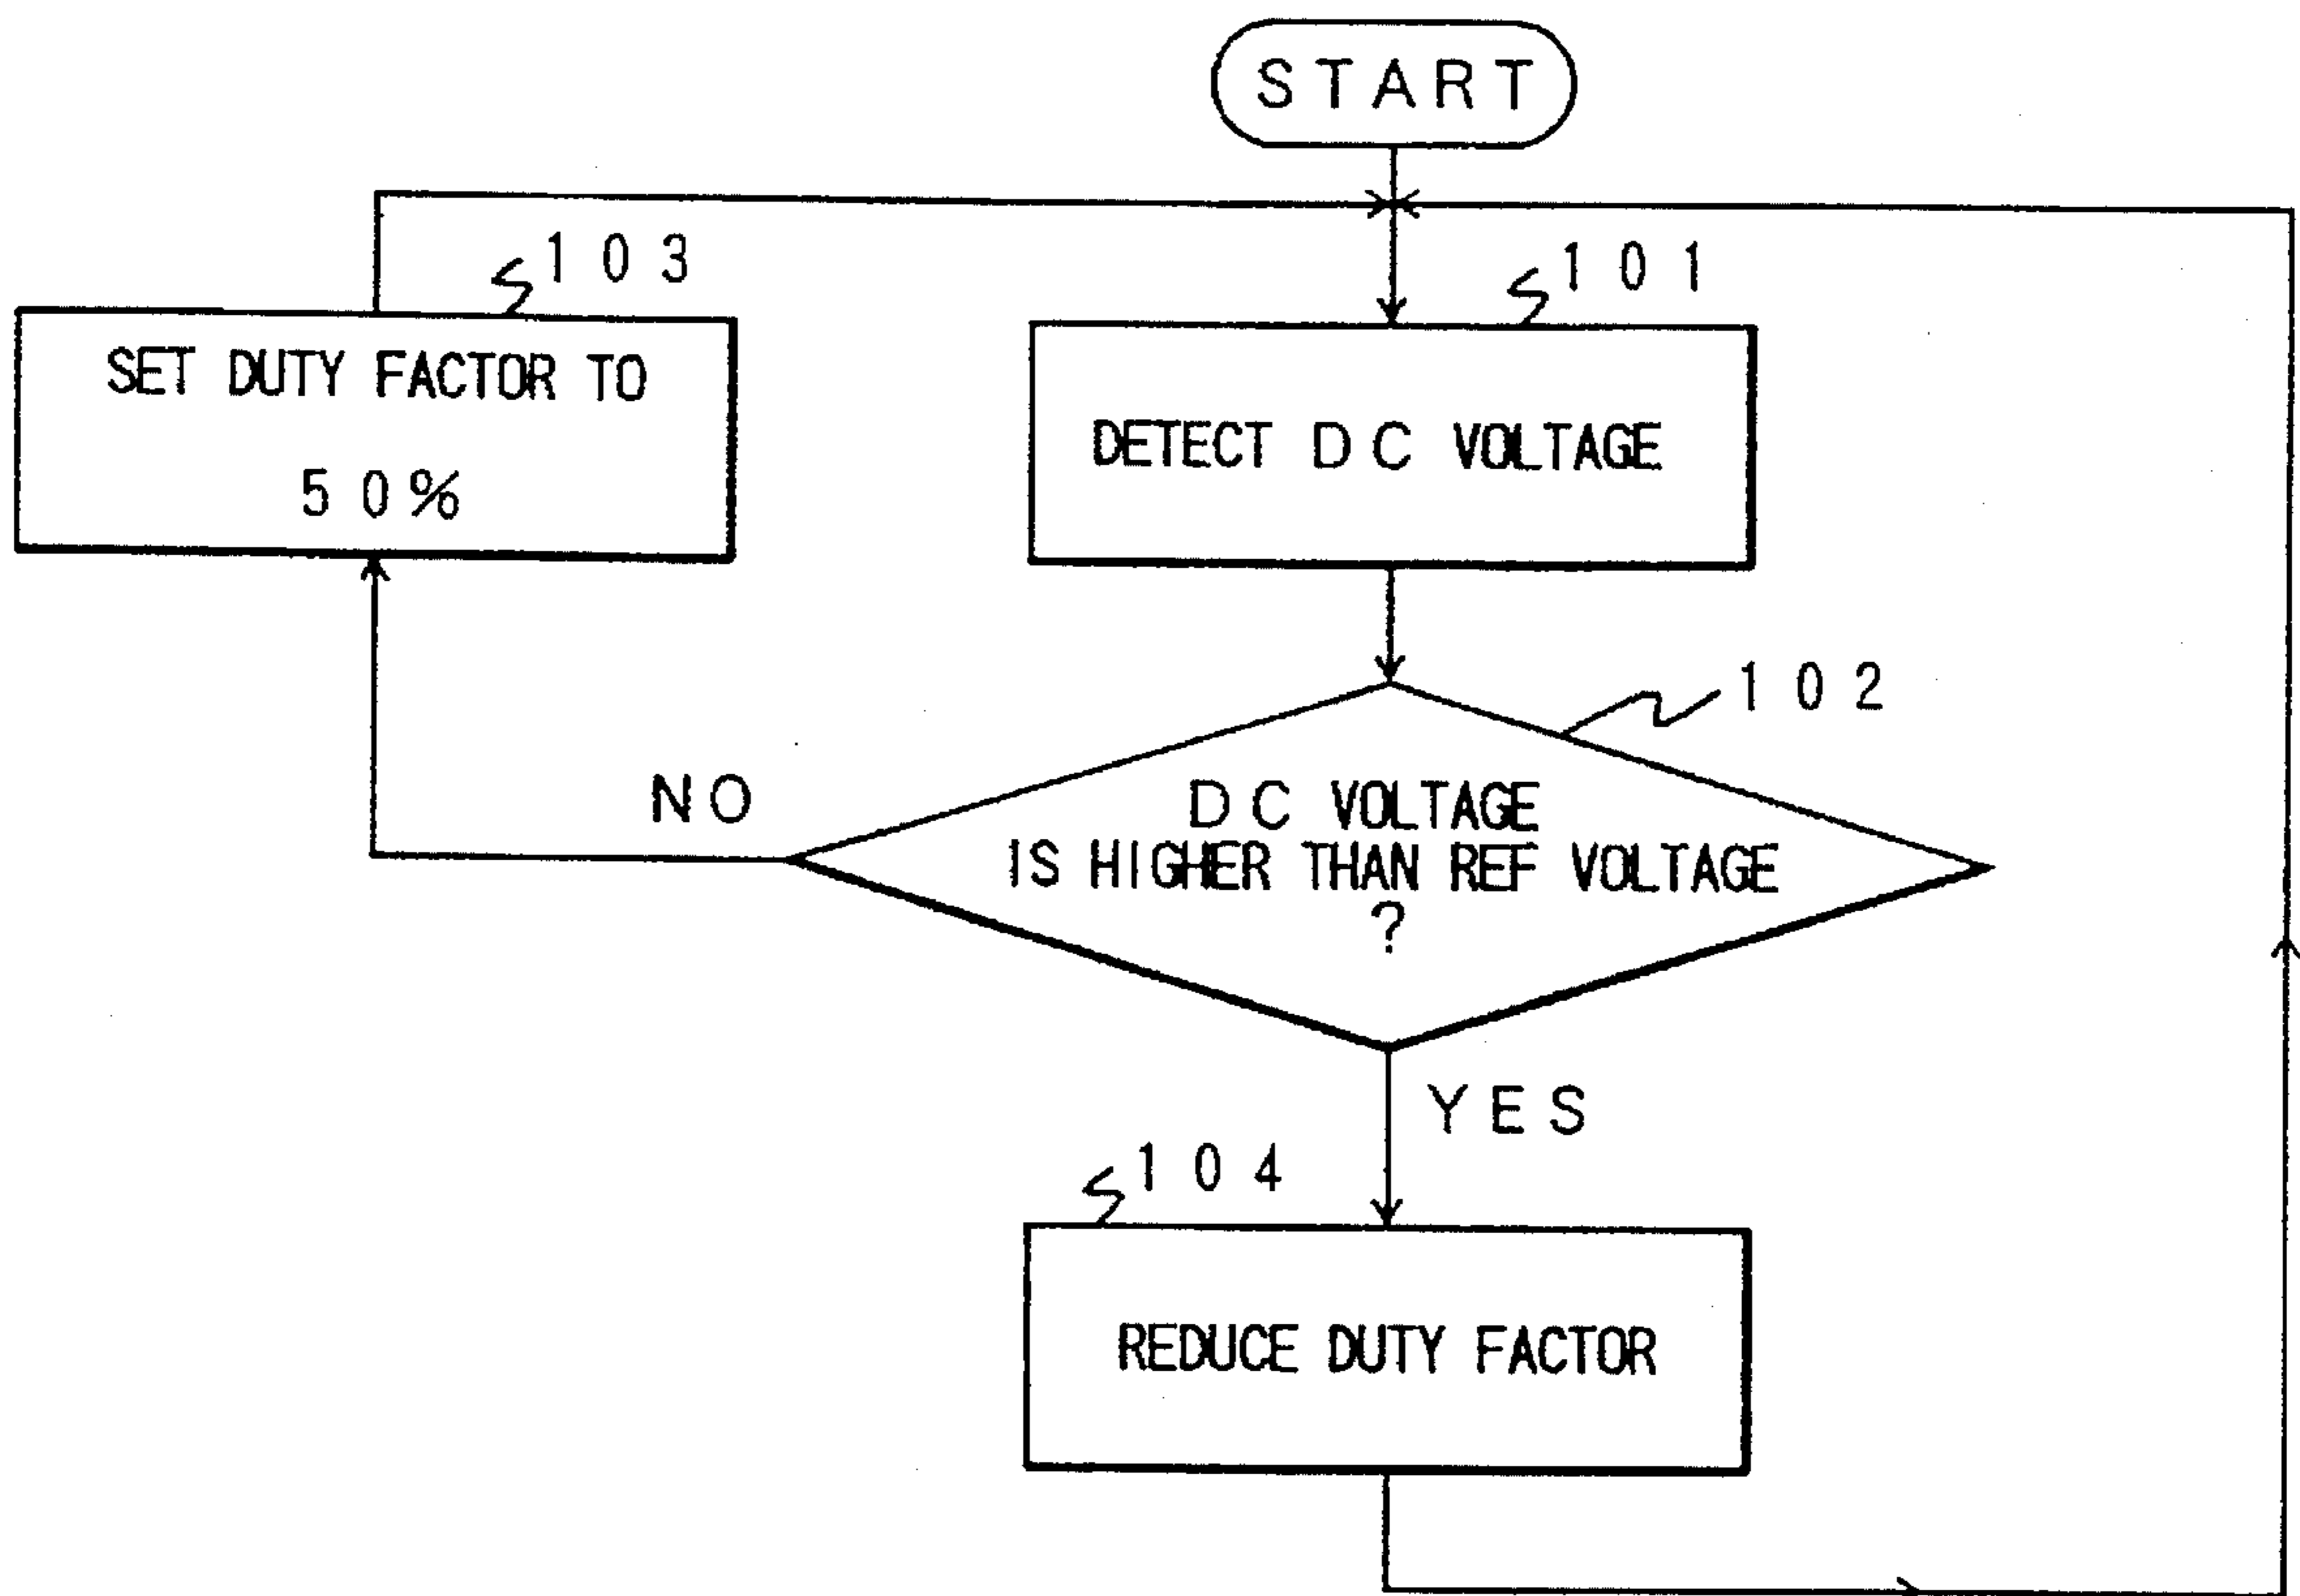 START
103
101
SET DUTY FACTOR TO
50%
DETECT DC VOLTAGE
102
NO
DC VOLTAGE
IS HIGHER THAN REF VOLTAGE
?
YES
104
REDUCE DUTY FACTOR